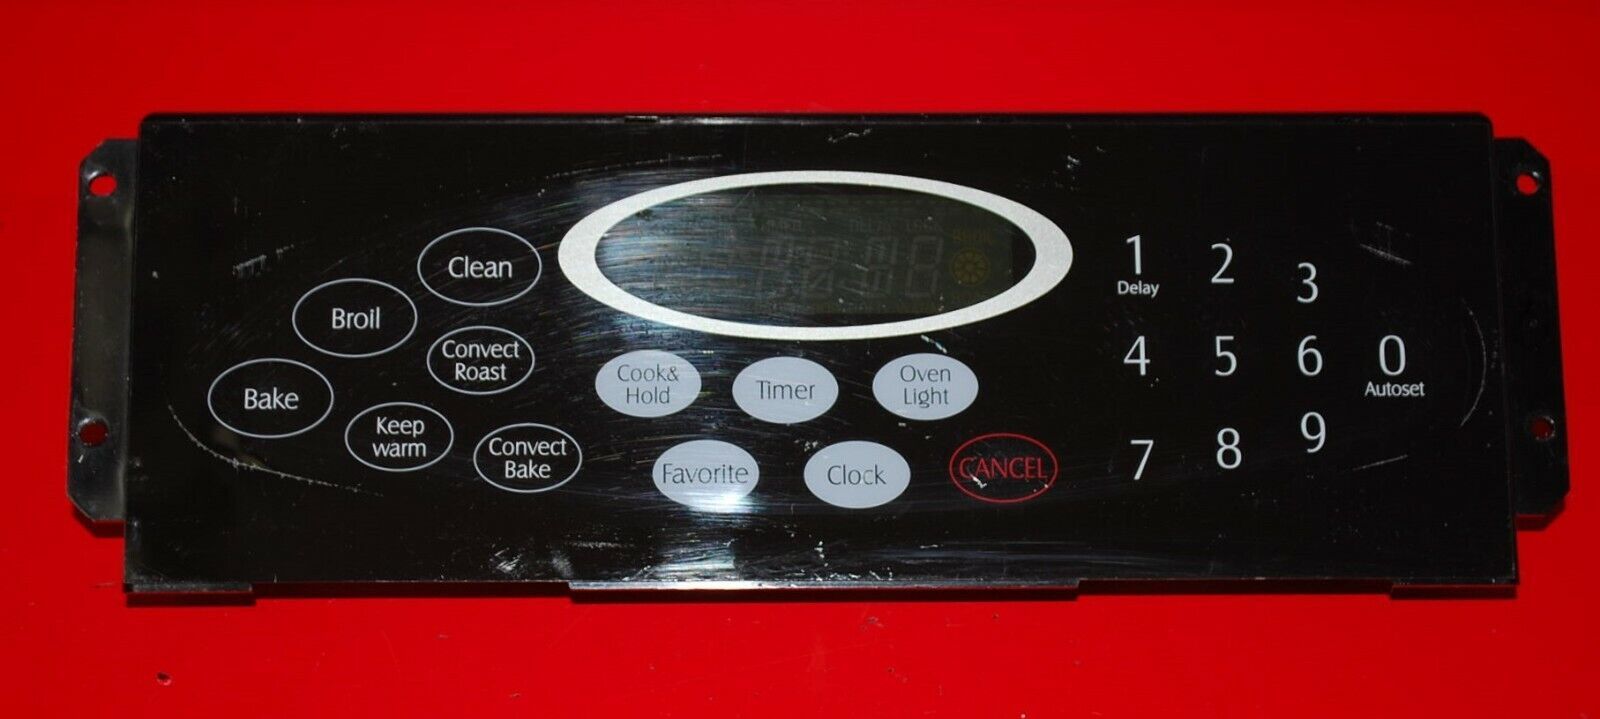 Clean
Broil
Convect
Roast
Bake
Keep
warm
Convect
Bake
Cook&
Hold
Timer
Oven
Light
Favorite
Clock
CANCEL
1
Delay
2
3
4
5
6
0
Autoset
7
8
9